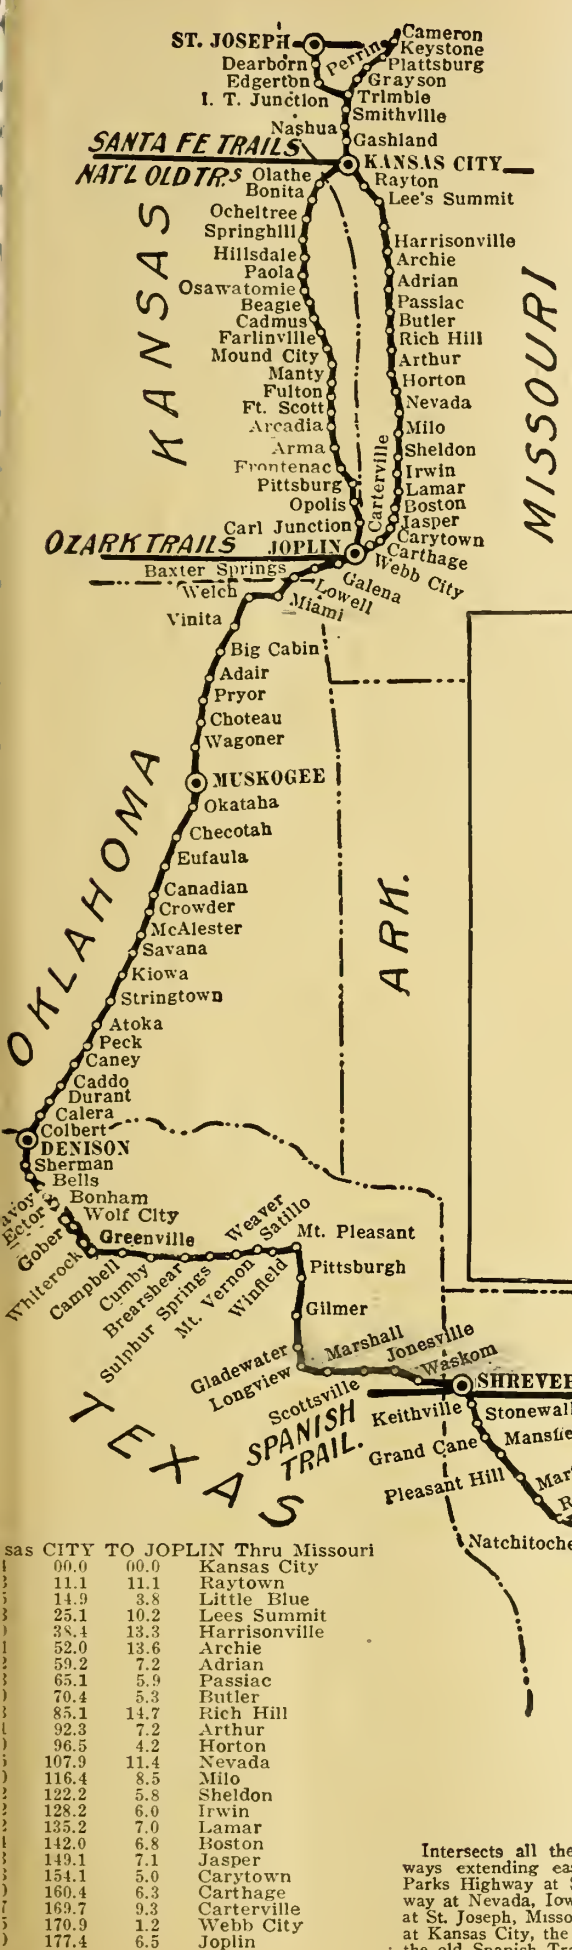 ST. JOSEPH
Cameron
Keystone
Perrin
Plattsburg
Dearborn
Grayson
Edgerton
Trimble
I. T. Junction
Smithville
Nashua
Gashland
SANTA FE TRAILS
KANSAS CITY
NAT'L OLD TRS
Olathe
Rayton
Bonita
Lee's Summit
Ocheltree
Springhill
Harrisonville
Hillsdale
Archie
Paola
Adrian
Osawatomie
Passiac
Beagle
Butler
Cadmus
Rich Hill
Farlinville
Arthur
Mound City
Horton
Manty
Nevada
Fulton
Milo
Ft. Scott
Sheldon
Arcadia
Irwin
Arma
Lamar
Frontenac
Boston
Pittsburg
Jasper
Opolis
Carytown
Carl Junction
Carthage
Carterville
Webb City
KANSAS
MISSOURI
OZARK TRAILS
JOPLIN
Baxter Springs
Galena
Lowell
Welch
Miami
Vinita
Big Cabin
Adair
Pryor
Choteau
Wagoner
MUSKOGEE
Okataha
Checotah
Eufaula
Canadian
Crowder
McAlester
Savana
Kiowa
Stringtown
Atoka
Peck
Caney
Caddo
Durant
Calera
Colbert
OKLAHOMA
ARK.
DENISON
Sherman
Bells
Bonham
Ector
Wolf City
Gober
Whiterock
Greenville
Campbell
Cumby
Brearshear
Sulphur Springs
Weaver
Mt. Vernon
Satillo
Winfield
Mt. Pleasant
Pittsburgh
Gilmer
Gladewater
Longview
Marshall
Scottsville
Jonesville
Waskom
SHREVEP
TEXAS
SPANISH
TRAIL.
Keithville
Stonewal
Grand Cane
Mansfie
Pleasant Hill
Mar
R
Natchitoche
sas CITY TO JOPLIN Thru Missouri
00.0 00.0 Kansas City
11.1 11.1 Raytown
14.9 3.8 Little Blue
25.1 10.2 Lees Summit
38.4 13.3 Harrisonville
52.0 13.6 Archie
59.2 7.2 Adrian
65.1 5.9 Passiac
70.4 5.3 Butler
85.1 14.7 Rich Hill
92.3 7.2 Arthur
96.5 4.2 Horton
107.9 11.4 Nevada
116.4 8.5 Milo
122.2 5.8 Sheldon
128.2 6.0 Irwin
135.2 7.0 Lamar
142.0 6.8 Boston
149.1 7.1 Jasper
154.1 5.0 Carytown
160.4 6.3 Carthage
169.7 9.3 Carterville
170.9 1.2 Webb City
177.4 6.5 Joplin
Intersects all the
ways extending eas
Parks Highway at S
way at Nevada, Iow
at St. Joseph, Misso
at Kansas City, the
the old Spanish Tr